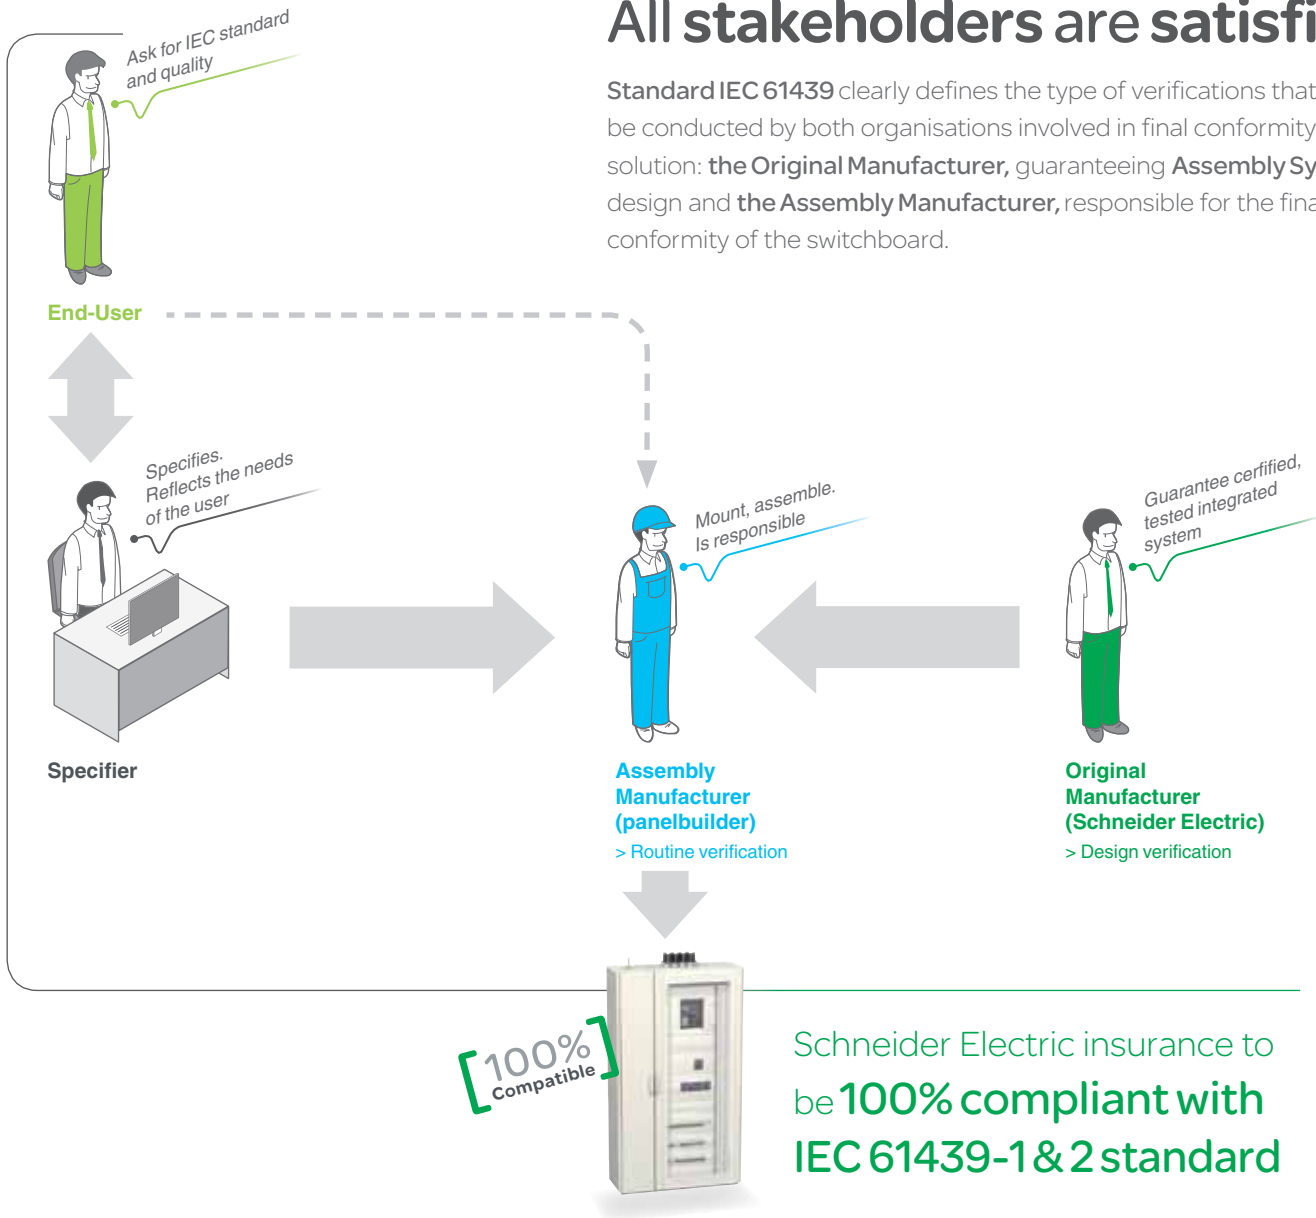 All stakeholders are satisfi
Standard IEC 61439 clearly defines the type of verifications that
be conducted by both organisations involved in final conformity
solution: the Original Manufacturer, guaranteeing Assembly Sy
design and the Assembly Manufacturer, responsible for the fina
conformity of the switchboard.
Ask for IEC standard
and quality
End-User
Specifies.
Reflects the needs
of the user
Specifier
Mount, assemble.
Is responsible
Assembly
Manufacturer
(panelbuilder)
> Routine verification
Guarantee cerfified,
tested integrated
system
Original
Manufacturer
(Schneider Electric)
> Design verification
100%
Compatible
Schneider Electric insurance to
be 100% compliant with
IEC 61439-1 & 2 standard